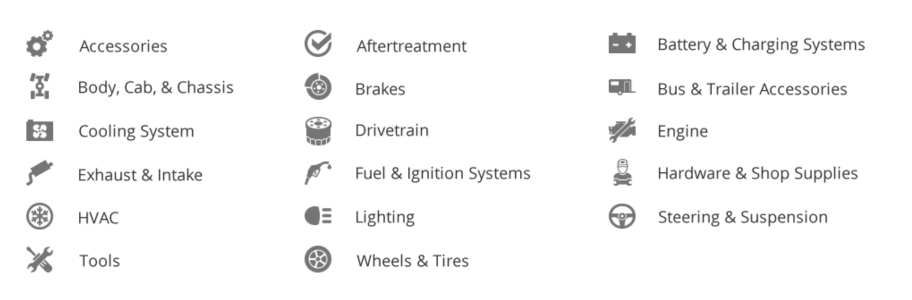 Accessories
Aftertreatment
Battery & Charging Systems
Body, Cab, & Chassis
Brakes
Bus & Trailer Accessories
Cooling System
Drivetrain
Engine
Exhaust & Intake
Fuel & Ignition Systems
Hardware & Shop Supplies
HVAC
Lighting
Steering & Suspension
Tools
Wheels & Tires